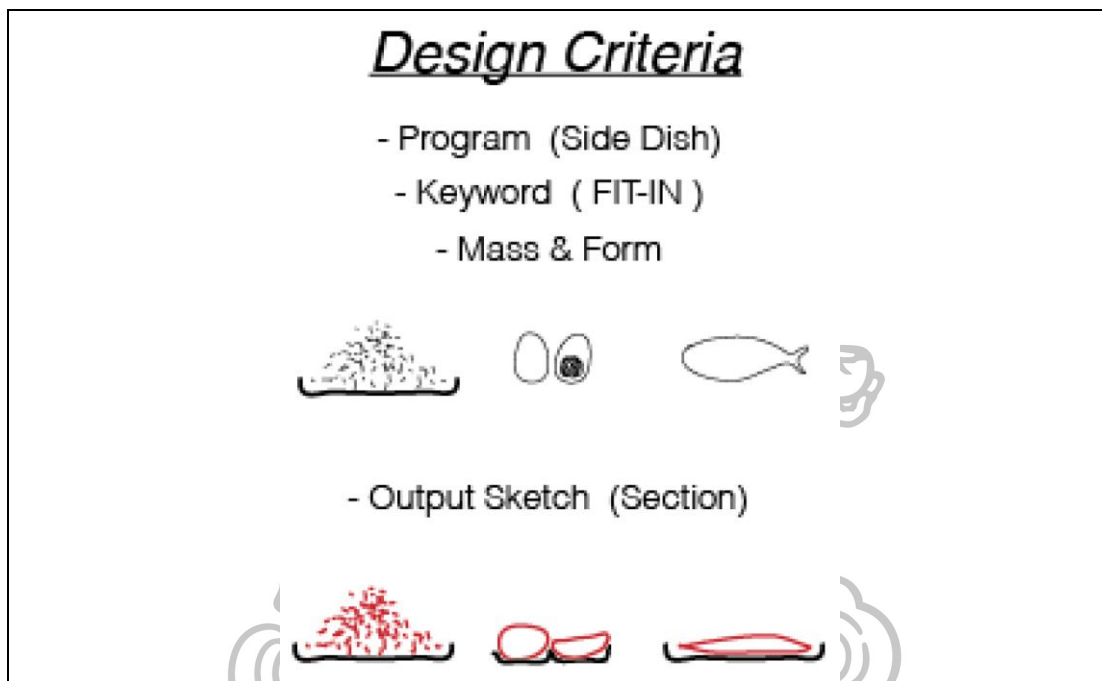 Design Criteria
- Program (Side Dish)
- Keyword ( FIT-IN )
- Mass & Form
- Output Sketch (Section)